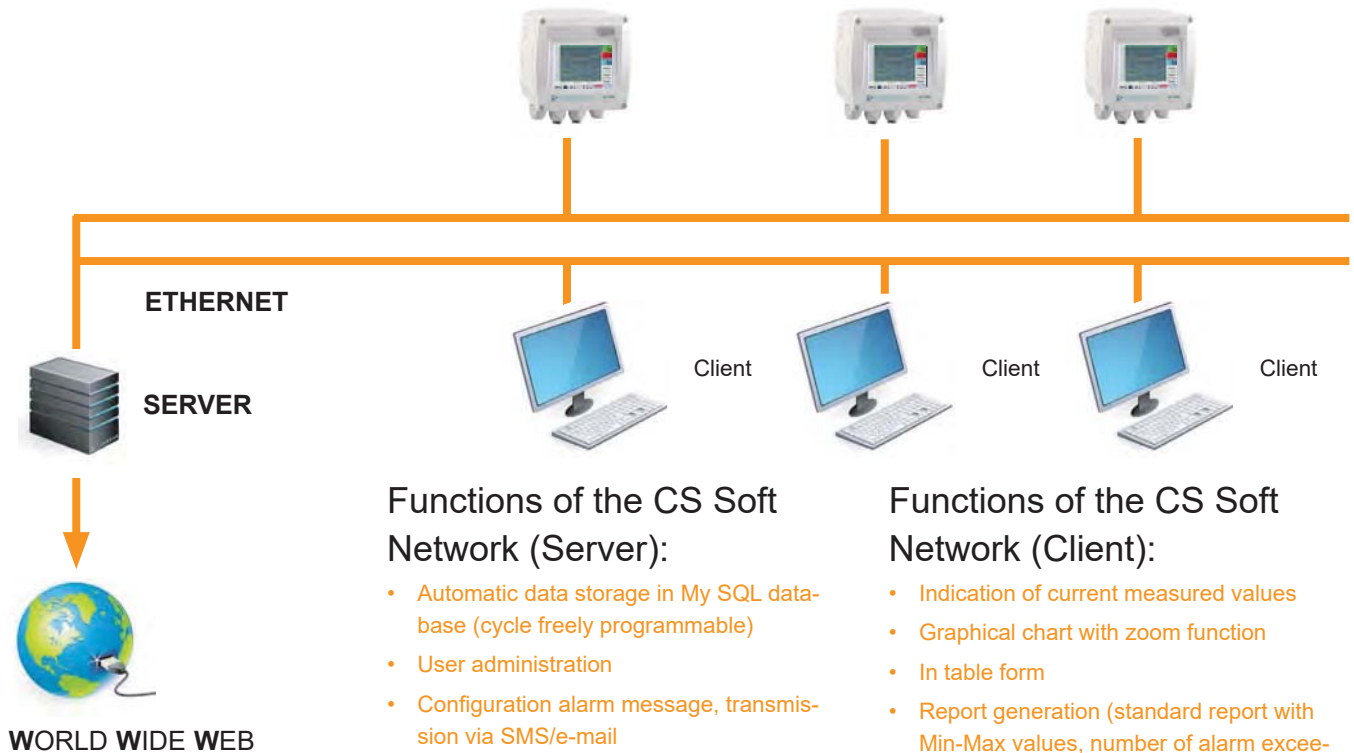 ETHERNET
SERVER
Client
Client
Client
WORLD WIDE WEB
Functions of the CS Soft
Network (Server):
• Automatic data storage in My SQL data-
base (cycle freely programmable)
• User administration
• Configuration alarm message, transmis-
sion via SMS/e-mail
Functions of the CS Soft
Network (Client):
• Indication of current measured values
• Graphical chart with zoom function
• In table form
• Report generation (standard report with
Min-Max values, number of alarm excee-